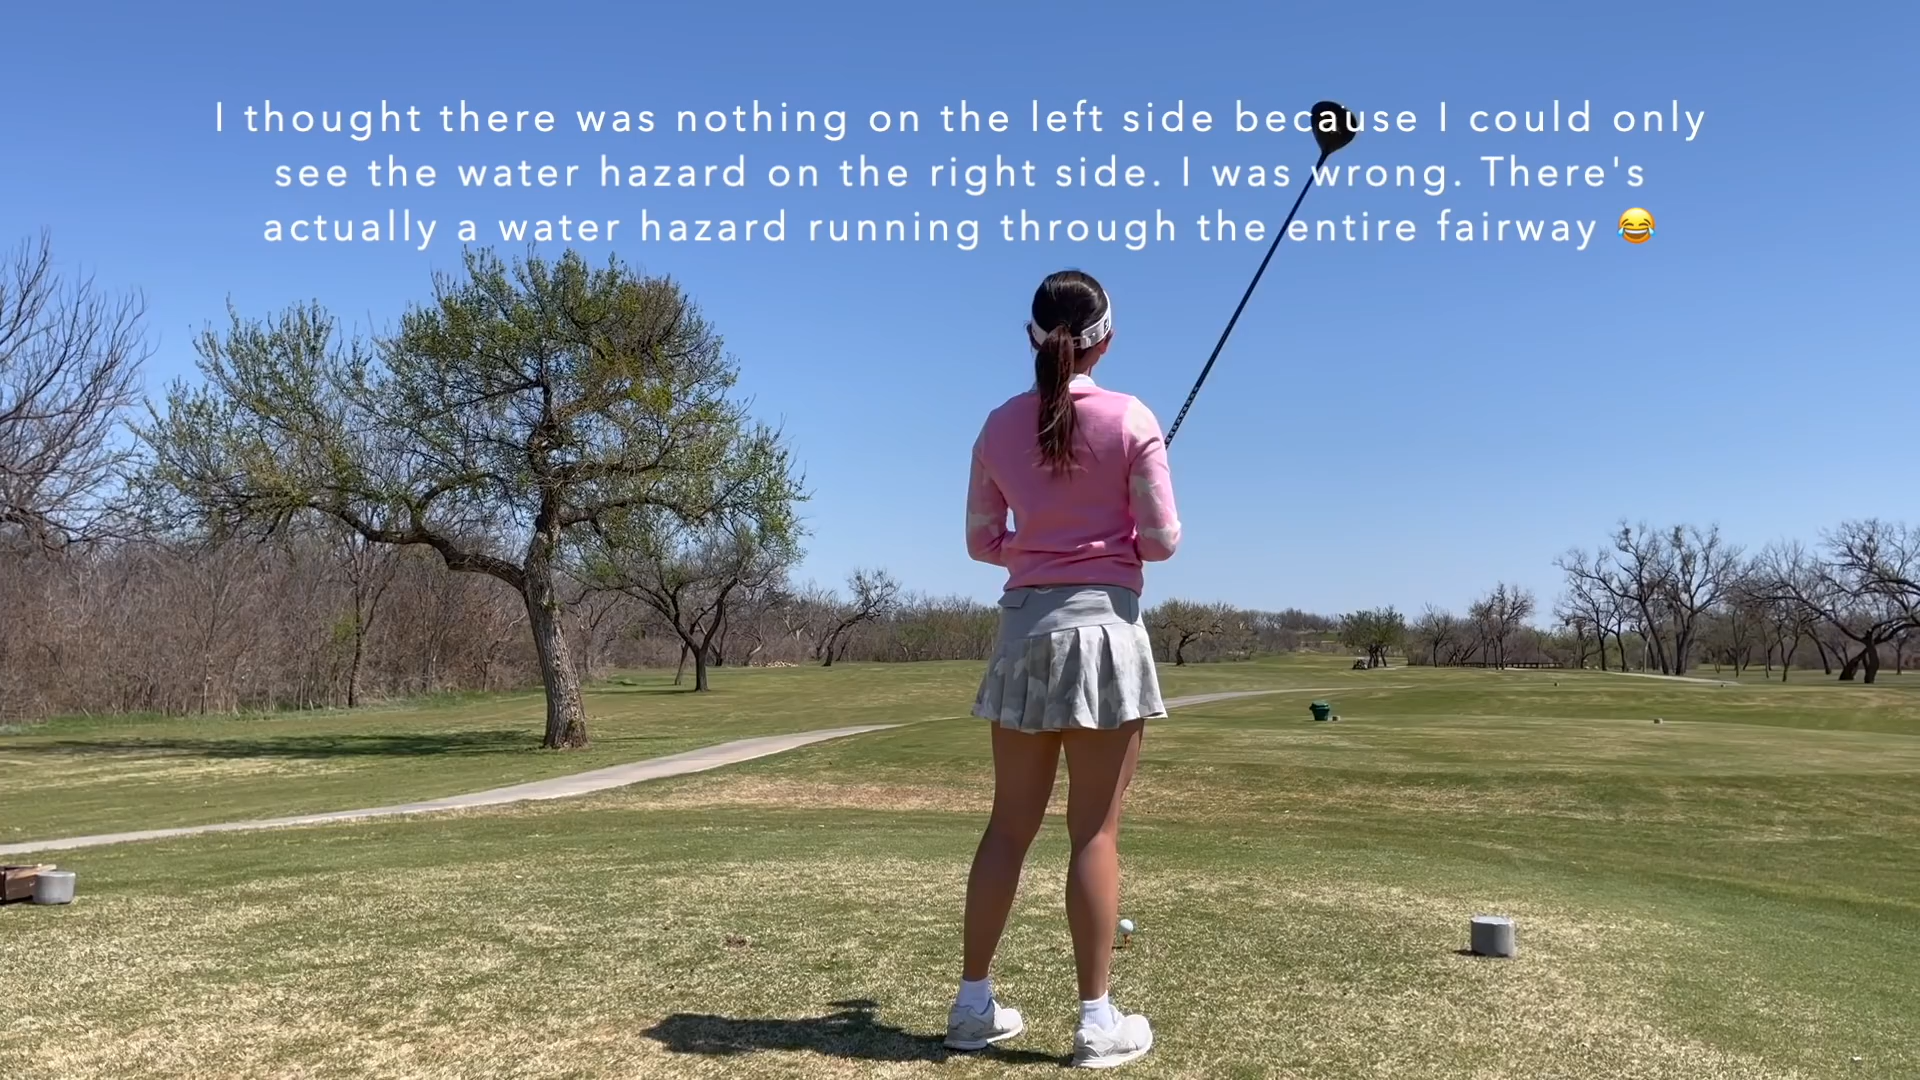 I thought there was nothing on the left side because I could only
see the water hazard on the right side. I was wrong. There's
actually a water hazard running through the entire fairway 😂